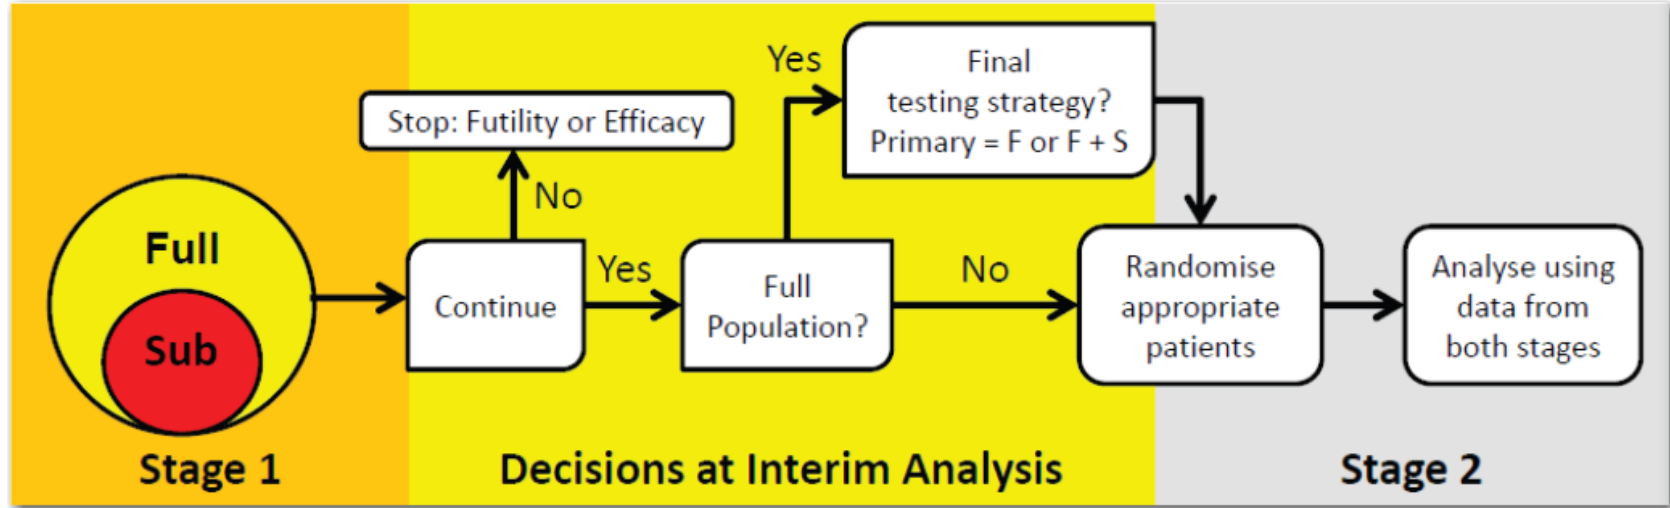 Full
Sub
Stage 1
Stop: Futility or Efficacy
No
Continue
Yes
Full
Population?
Yes
Final
testing strategy?
Primary = F or F + S
No
Decisions at Interim Analysis
Randomise
appropriate
patients
Analyse using
data from
both stages
Stage 2